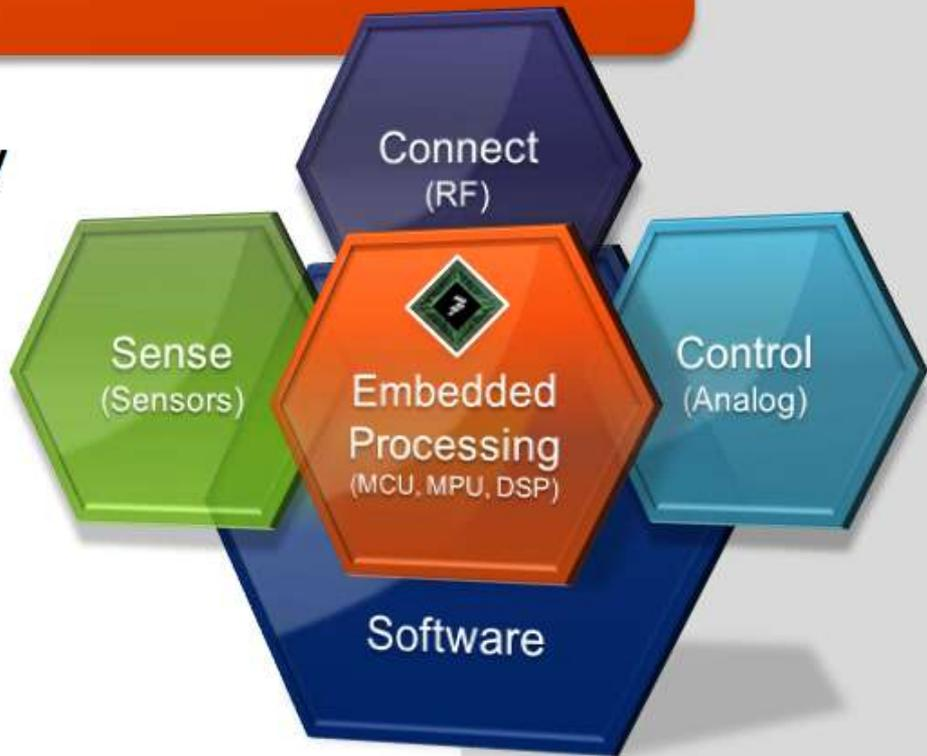 Connect
(RF)
Sense
(Sensors)
Embedded
Processing
(MCU, MPU, DSP)
Control
(Analog)
Software